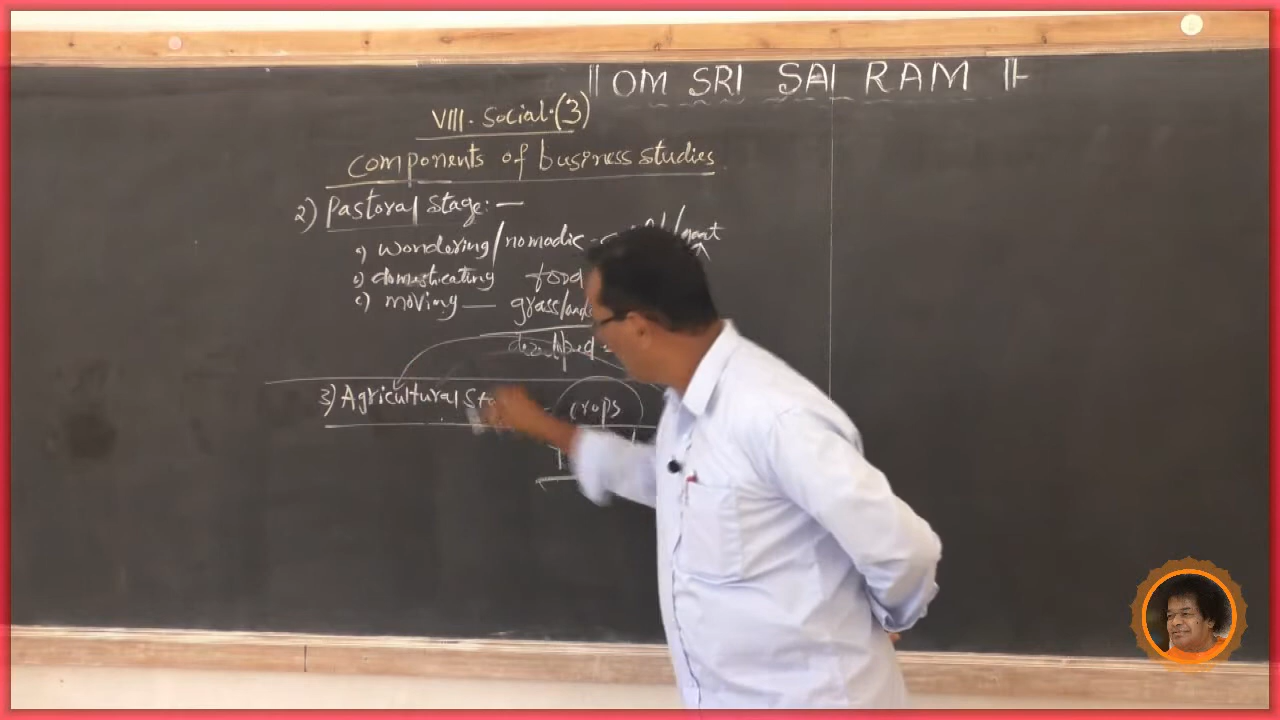 || OM SRI SAI RAM ||
VIII. Social. (3)
Components of business studies
2) Pastoral Stage: —
a) wondering/nomadic -
b) domesticating food
c) moving — grass/
3) Agricultural - crops